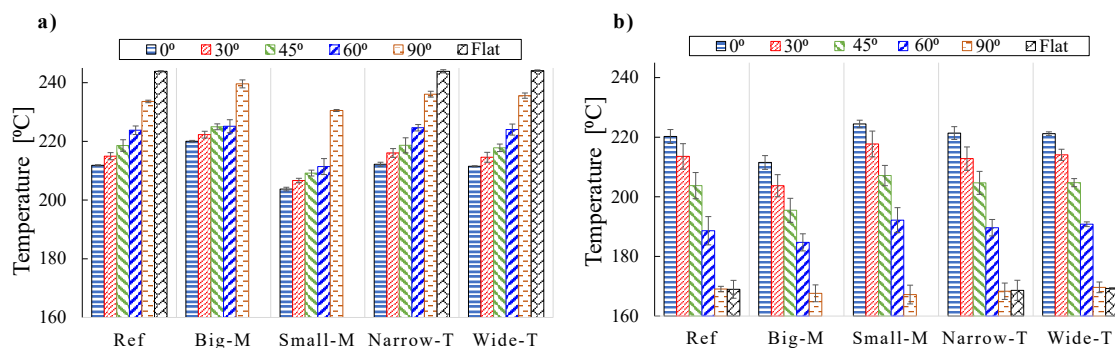 a)
0º 30º 45º 60º 90º Flat
Temperature [ºC]
240
220
200
180
160
Ref Big-M Small-M Narrow-T Wide-T
b)
0º 30º 45º 60º 90º Flat
Temperature [ºC]
240
220
200
180
160
Ref Big-M Small-M Narrow-T Wide-T